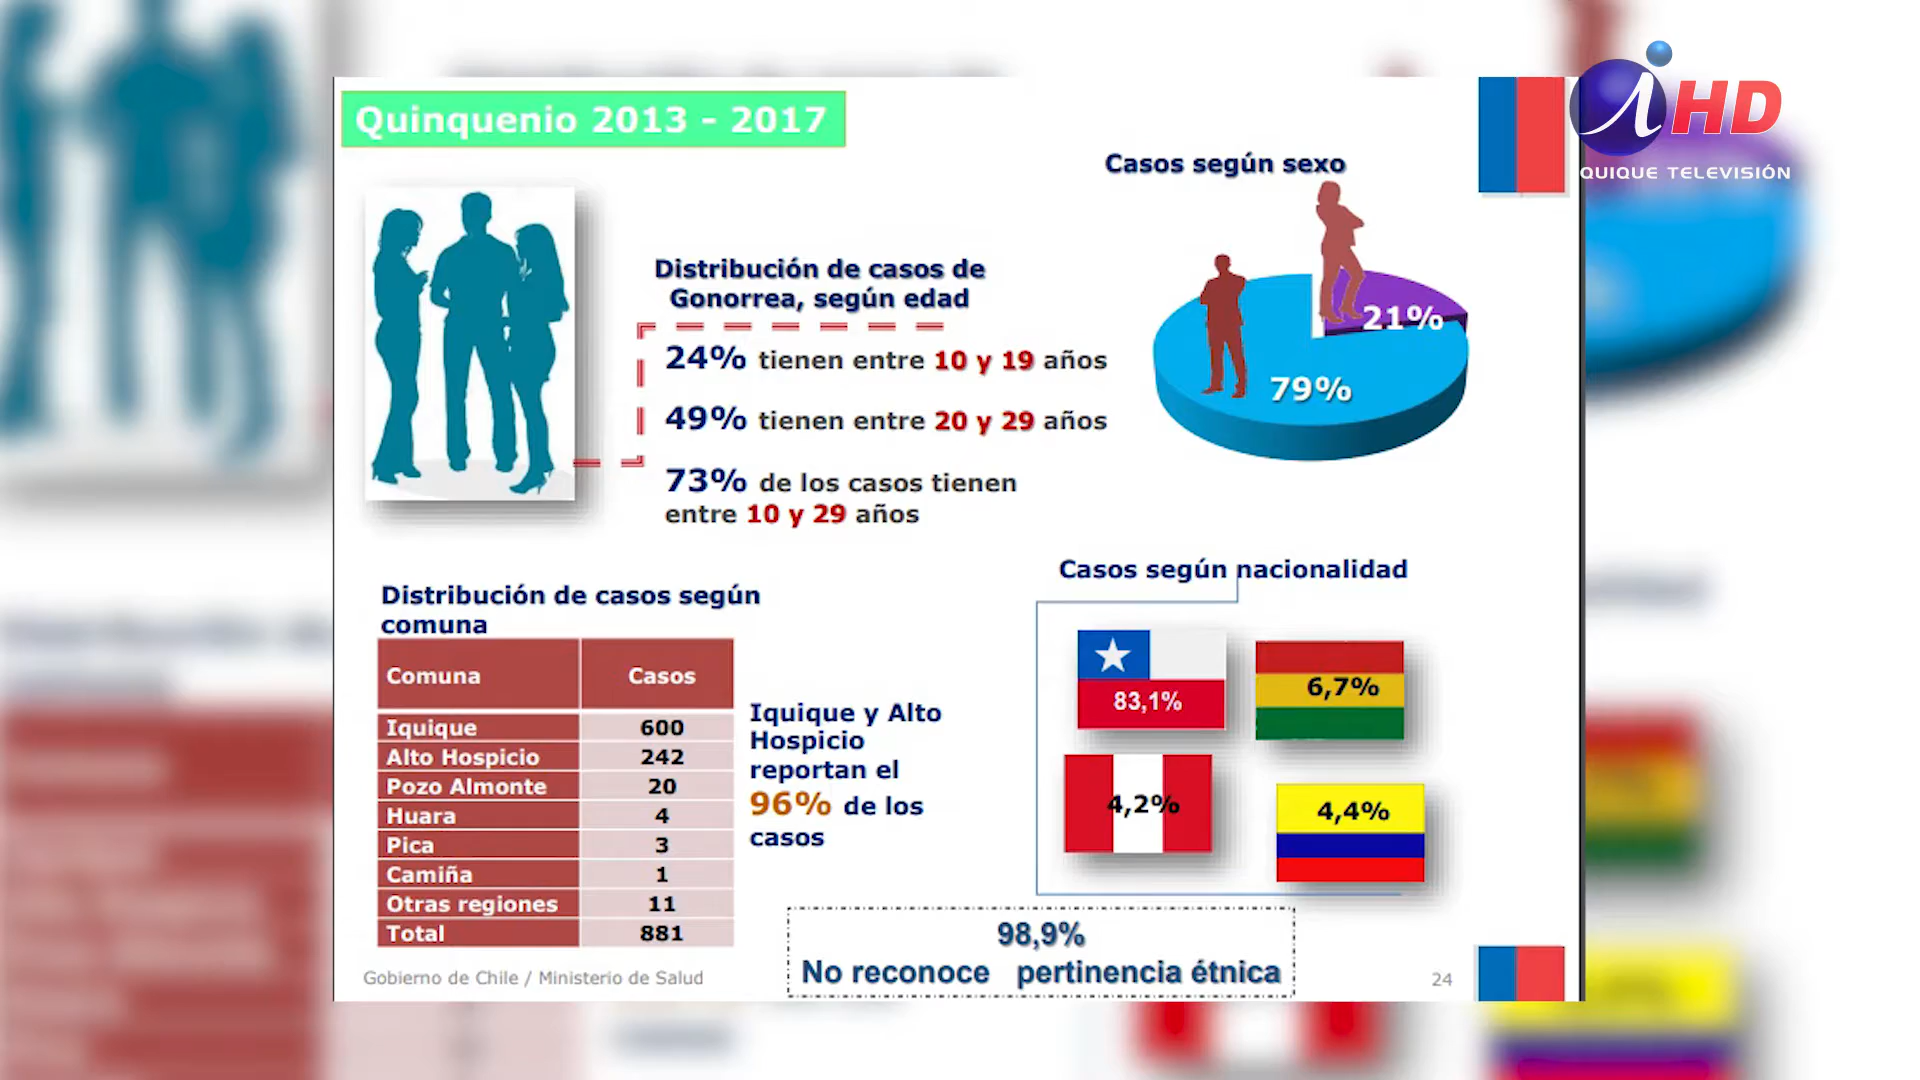 Quinquenio 2013 - 2017
HD
QUIQUE TELEVISIÓN
Casos según sexo
21%
79%
Distribución de casos de
Gonorrea, según edad
24% tienen entre 10 y 19 años
49% tienen entre 20 y 29 años
73% de los casos tienen
entre 10 y 29 años
Distribución de casos según
comuna
Comuna Casos
Iquique 600
Alto Hospicio 242
Pozo Almonte 20
Huara 4
Pica 3
Camiña 1
Otras regiones 11
Total 881
Iquique y Alto
Hospicio
reportan el
96% de los
casos
Casos según nacionalidad
83,1%
6,7%
4,2%
4,4%
98,9%
No reconoce pertinencia étnica
Gobierno de Chile / Ministerio de Salud
24